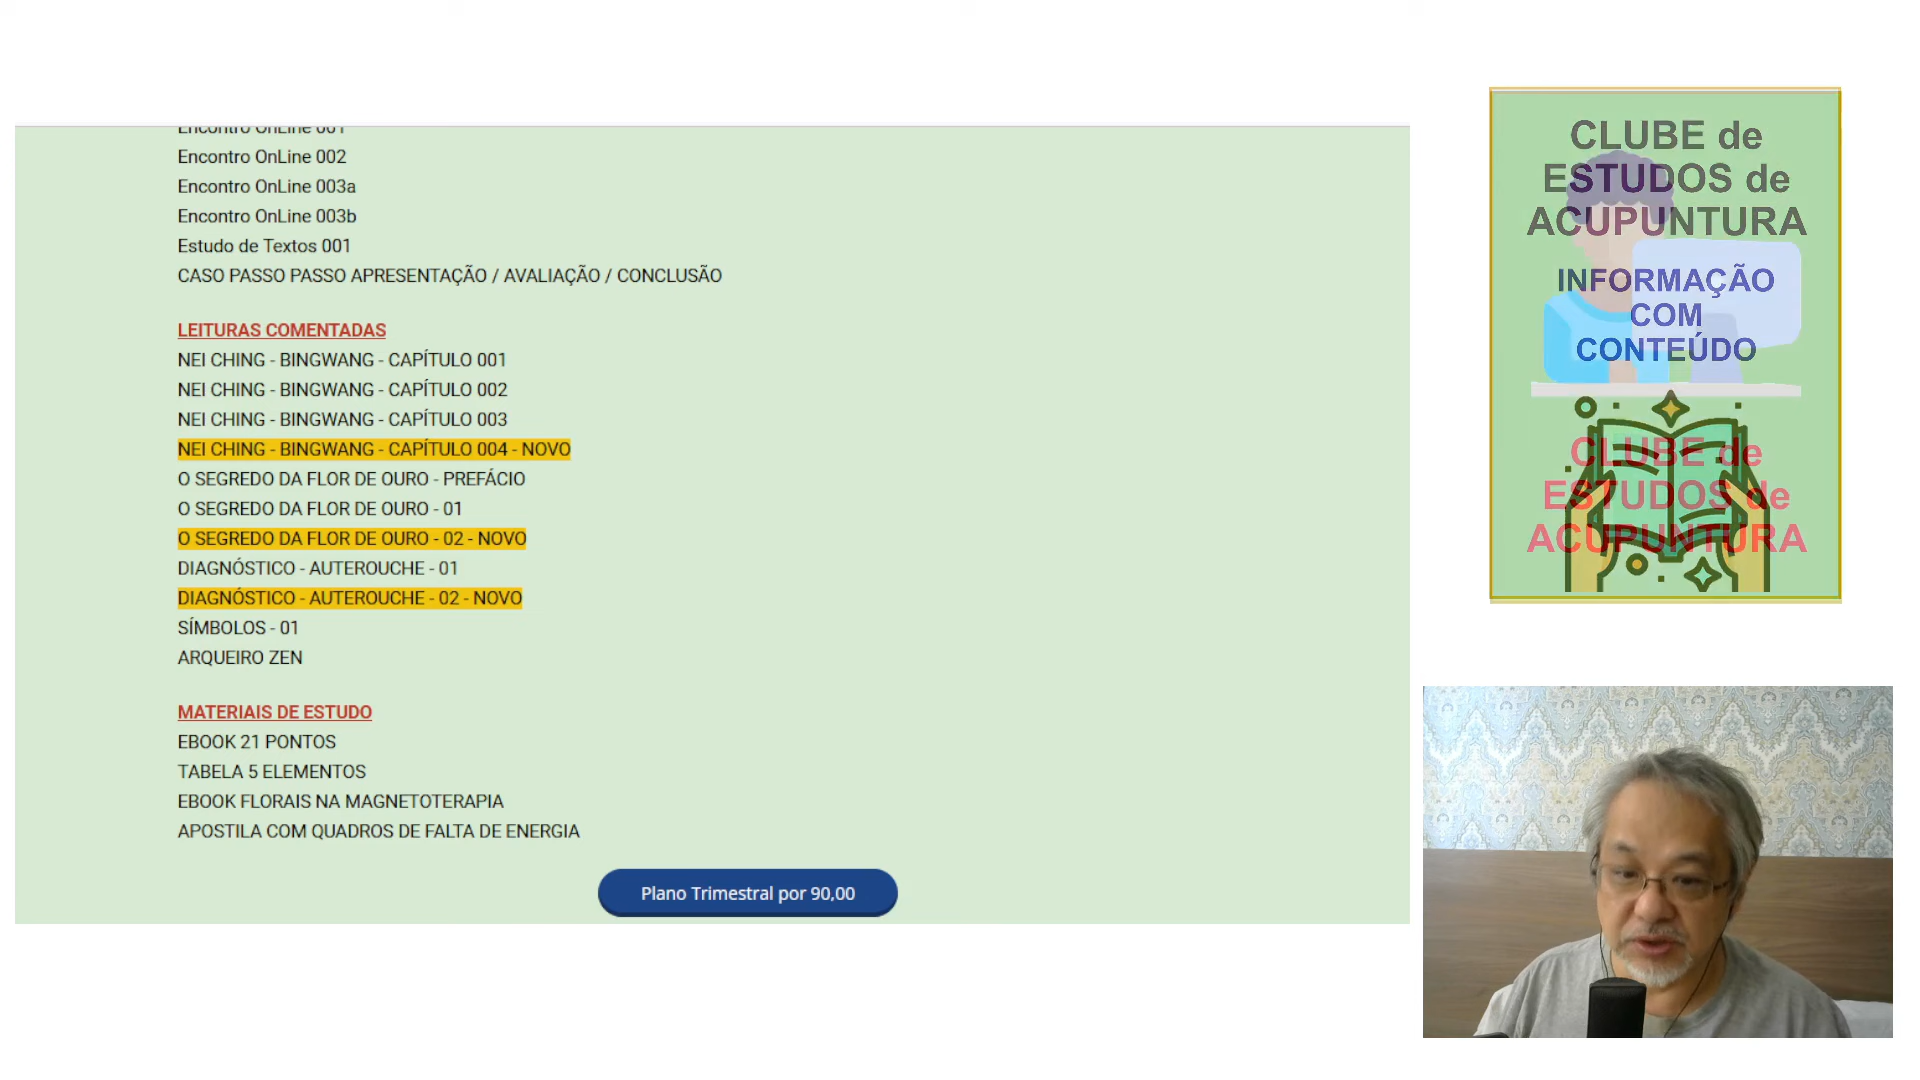 Encontro OnLine 001
Encontro OnLine 002
Encontro OnLine 003a
Encontro OnLine 003b
Estudo de Textos 001
CASO PASSO PASSO APRESENTAÇÃO / AVALIAÇÃO / CONCLUSÃO
LEITURAS COMENTADAS
NEI CHING - BINGWANG - CAPÍTULO 001
NEI CHING - BINGWANG - CAPÍTULO 002
NEI CHING - BINGWANG - CAPÍTULO 003
NEI CHING - BINGWANG - CAPÍTULO 004 - NOVO
O SEGREDO DA FLOR DE OURO - PREFÁCIO
O SEGREDO DA FLOR DE OURO - 01
O SEGREDO DA FLOR DE OURO - 02 - NOVO
DIAGNÓSTICO - AUTEROUCHE - 01
DIAGNÓSTICO - AUTEROUCHE - 02 - NOVO
SÍMBOLOS - 01
ARQUEIRO ZEN
MATERIAIS DE ESTUDO
EBOOK 21 PONTOS
TABELA 5 ELEMENTOS
EBOOK FLORAIS NA MAGNETOTERAPIA
APOSTILA COM QUADROS DE FALTA DE ENERGIA
Plano Trimestral por 90,00
CLUBE de
ESTUDOS de
ACUPUNTURA
INFORMAÇÃO
COM
CONTEÚDO
CLUBE de
ESTUDOS de
ACUPUNTURA